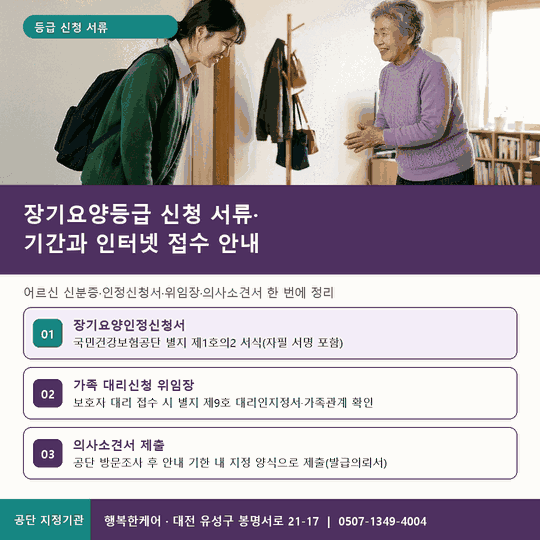 등급 신청 서류
장기요양등급 신청 서류·
기간과 인터넷 접수 안내
어르신 신분증·인정신청서·위임장·의사소견서 한 번에 정리
01
장기요양인정신청서
국민건강보험공단 별지 제1호의2 서식(자필 서명 포함)
02
가족 대리신청 위임장
보호자 대리 접수 시 별지 제9호 대리인지정서·가족관계 확인
03
의사소견서 제출
공단 방문조사 후 안내 기한 내 지정 양식으로 제출(발급의뢰서)
공단 지정기관
행복한케어 · 대전 유성구 봉명서로 21-17 | 0507-1349-4004